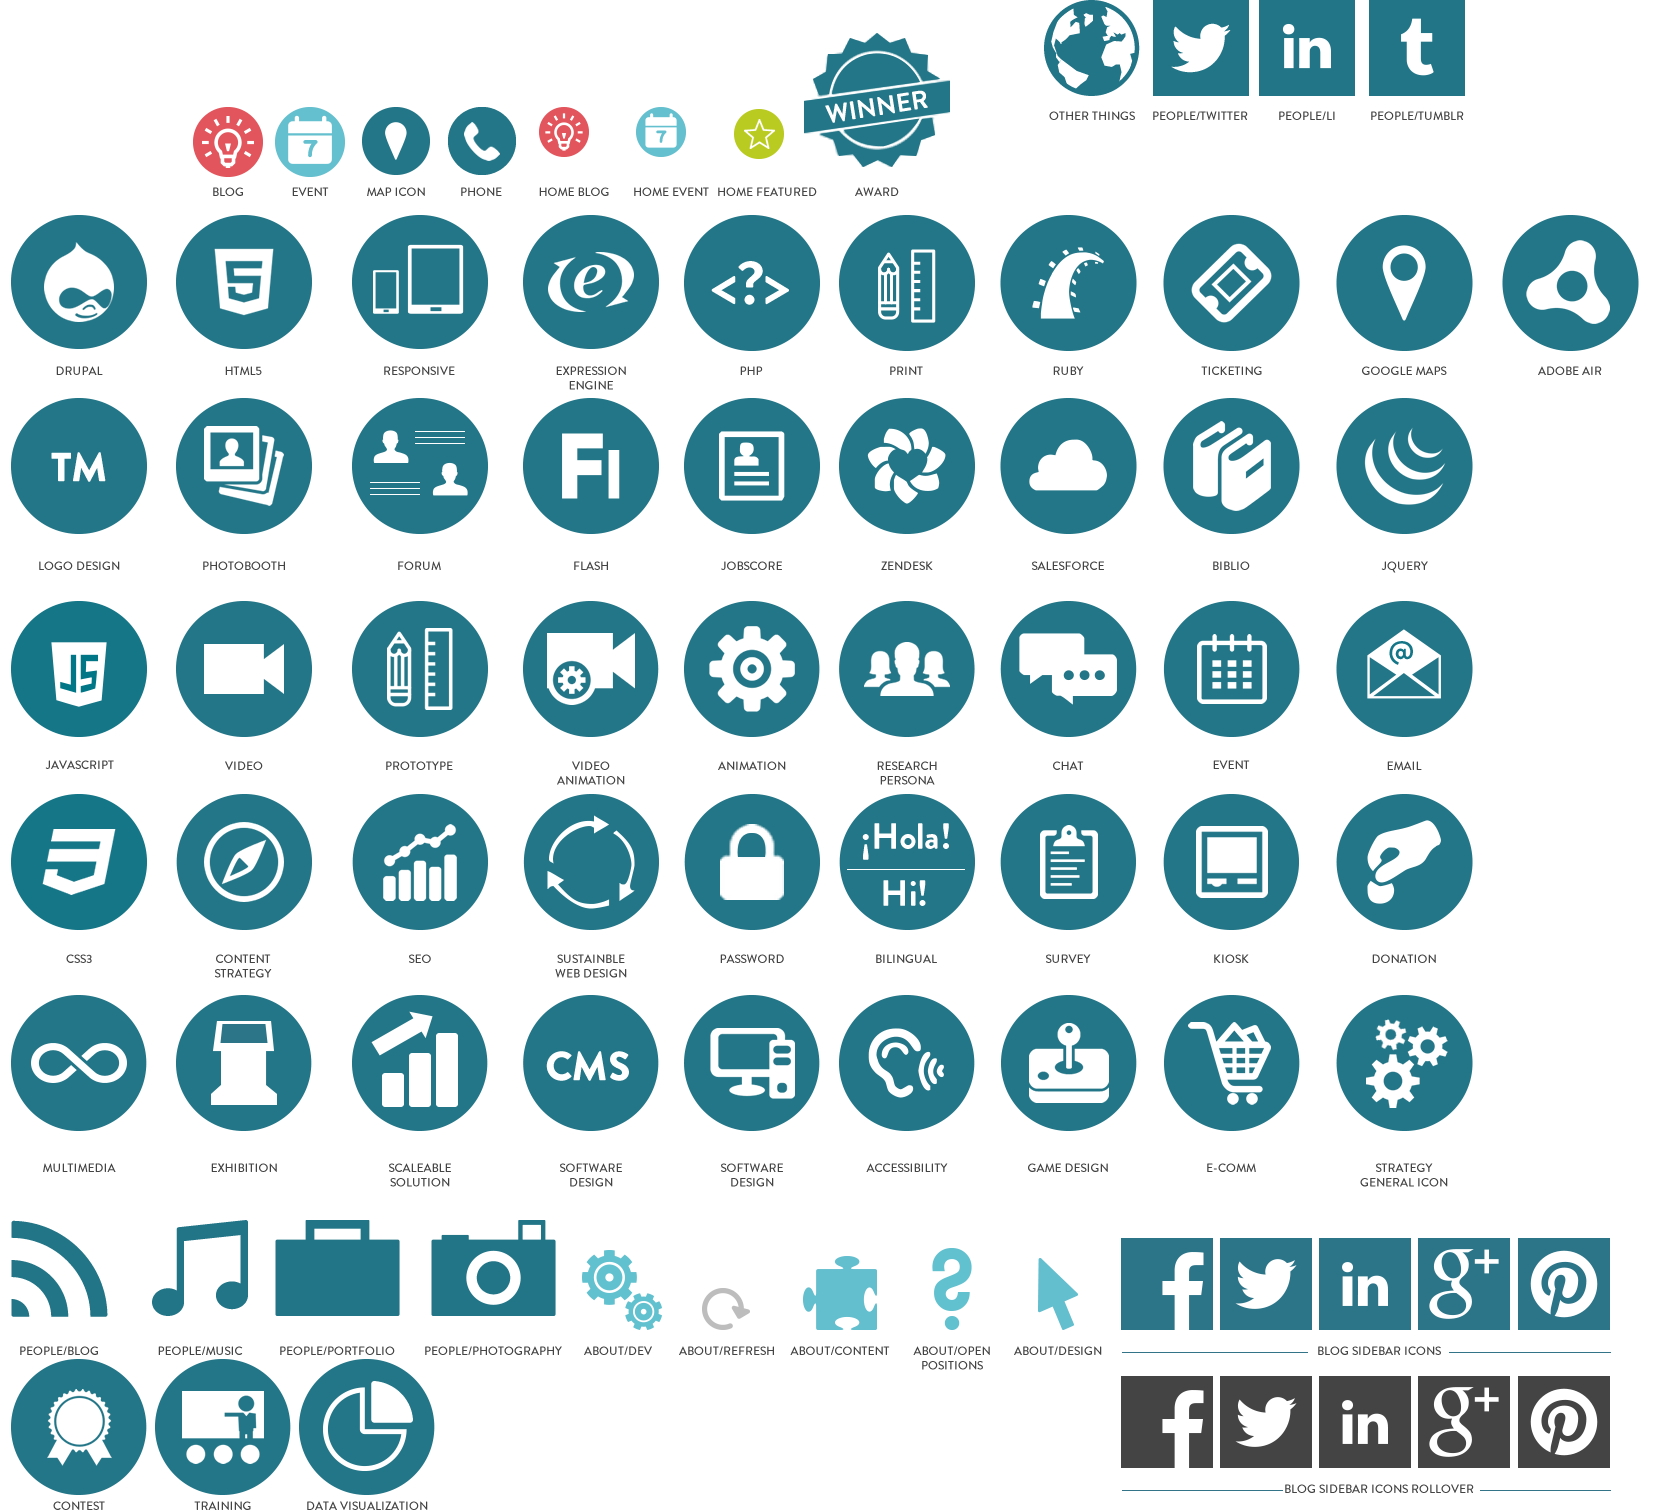 in
t
WINNER
OTHER THINGS PEOPLE/TWITTER PEOPLE/LI PEOPLE/TUMBLR
7
7
BLOG EVENT MAP ICON PHONE HOME BLOG HOME EVENT HOME FEATURED AWARD
5
e
<?>
DRUPAL HTML5 RESPONSIVE EXPRESSION PHP PRINT RUBY TICKETING GOOGLE MAPS ADOBE AIR
ENGINE
TM
Fl
LOGO DESIGN PHOTOBOOTH FORUM FLASH JOBSCORE ZENDESK SALESFORCE BIBLIO JQUERY
@
JS
JAVASCRIPT VIDEO PROTOTYPE VIDEO ANIMATION RESEARCH CHAT EVENT EMAIL
ANIMATION PERSONA
¡Hola!
Hi!
CSS3 CONTENT SEO SUSTAINBLE PASSWORD BILINGUAL SURVEY KIOSK DONATION
STRATEGY WEB DESIGN
CMS
MULTIMEDIA EXHIBITION SCALEABLE SOFTWARE SOFTWARE ACCESSIBILITY GAME DESIGN E-COMM STRATEGY
SOLUTION DESIGN DESIGN GENERAL ICON
?
f in g+
PEOPLE/BLOG PEOPLE/MUSIC PEOPLE/PORTFOLIO PEOPLE/PHOTOGRAPHY ABOUT/DEV ABOUT/REFRESH ABOUT/CONTENT ABOUT/OPEN ABOUT/DESIGN BLOG SIDEBAR ICONS
POSITIONS
f in g+
BLOG SIDEBAR ICONS ROLLOVER
CONTEST TRAINING DATA VISUALIZATION